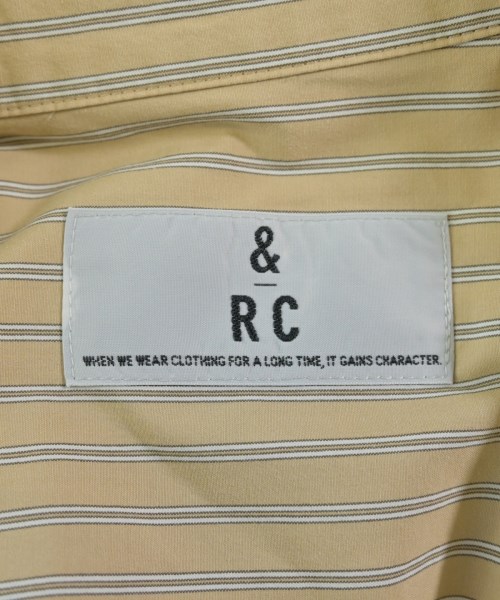 &
RC
WHEN WE WEAR CLOTHING FOR A LONG TIME, IT GAINS CHARACTER.